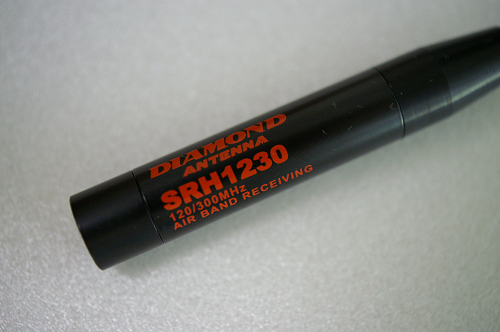 DIAMOND
ANTENNA
SRH1230
120/300MHz
AIR BAND RECEIVING